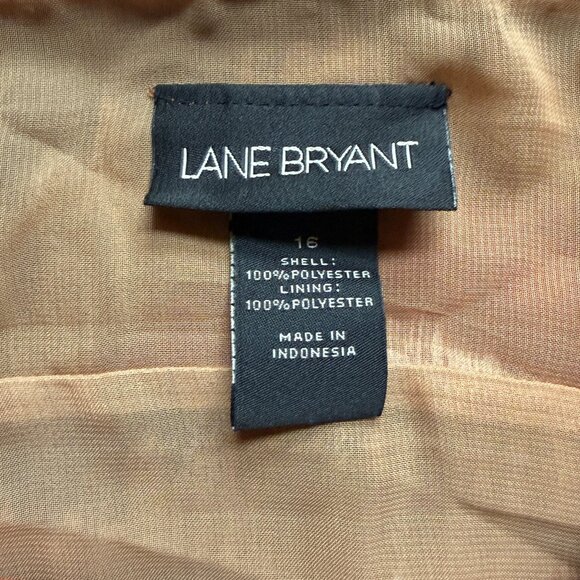 LANE BRYANT
16
SHELL:
100%POLYESTER
LINING:
100%POLYESTER
MADE IN
INDONESIA